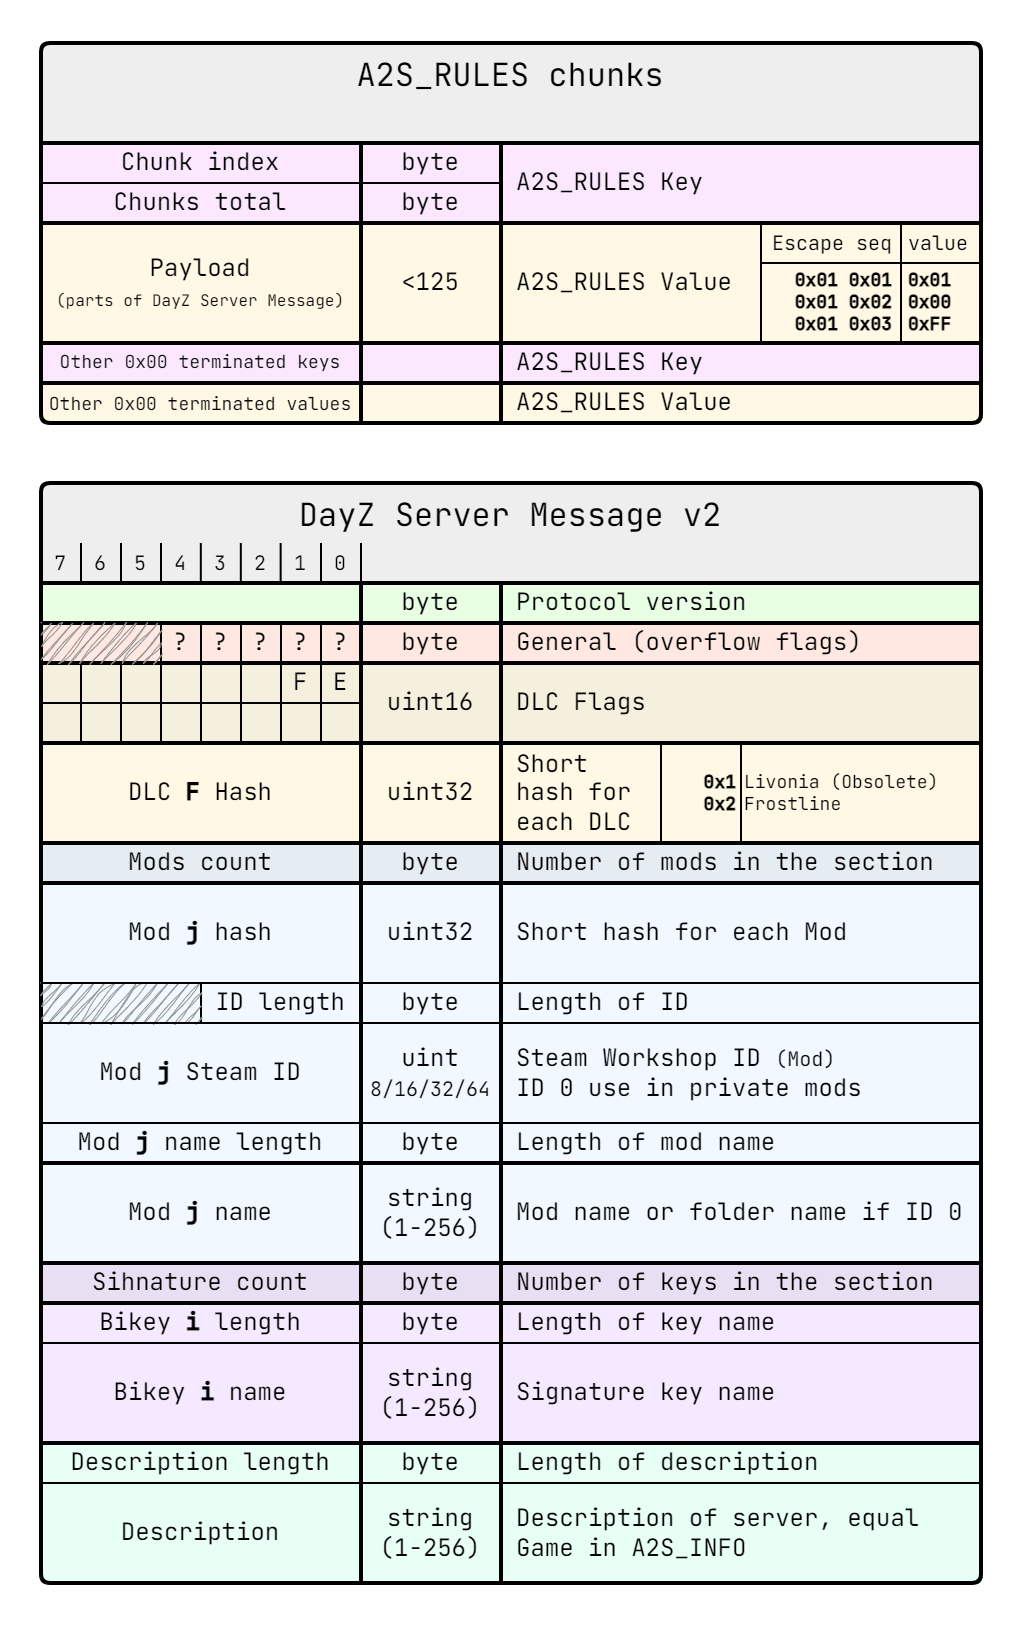 A2S_RULES chunks
Chunk index
byte
A2S_RULES Key
Chunks total
byte
Payload
(parts of DayZ Server Message)
<125
A2S_RULES Value
Escape seq
value
0x01 0x01
0x01
0x01 0x02
0x00
0x01 0x03
0xFF
Other 0x00 terminated keys
A2S_RULES Key
Other 0x00 terminated values
A2S_RULES Value
DayZ Server Message v2
7 6 5 4 3 2 1 0
byte
Protocol version
? ? ? ? ?
byte
General (overflow flags)
F E
uint16
DLC Flags
DLC F Hash
uint32
Short
hash for
each DLC
0x1
Livonia (Obsolete)
0x2
Frostline
Mods count
byte
Number of mods in the section
Mod j hash
uint32
Short hash for each Mod
ID length
byte
Length of ID
Mod j Steam ID
uint
8/16/32/64
Steam Workshop ID (Mod)
ID 0 use in private mods
Mod j name length
byte
Length of mod name
Mod j name
string
(1-256)
Mod name or folder name if ID 0
Sihnature count
byte
Number of keys in the section
Bikey i length
byte
Length of key name
Bikey i name
string
(1-256)
Signature key name
Description length
byte
Length of description
Description
string
(1-256)
Description of server, equal
Game in A2S_INFO